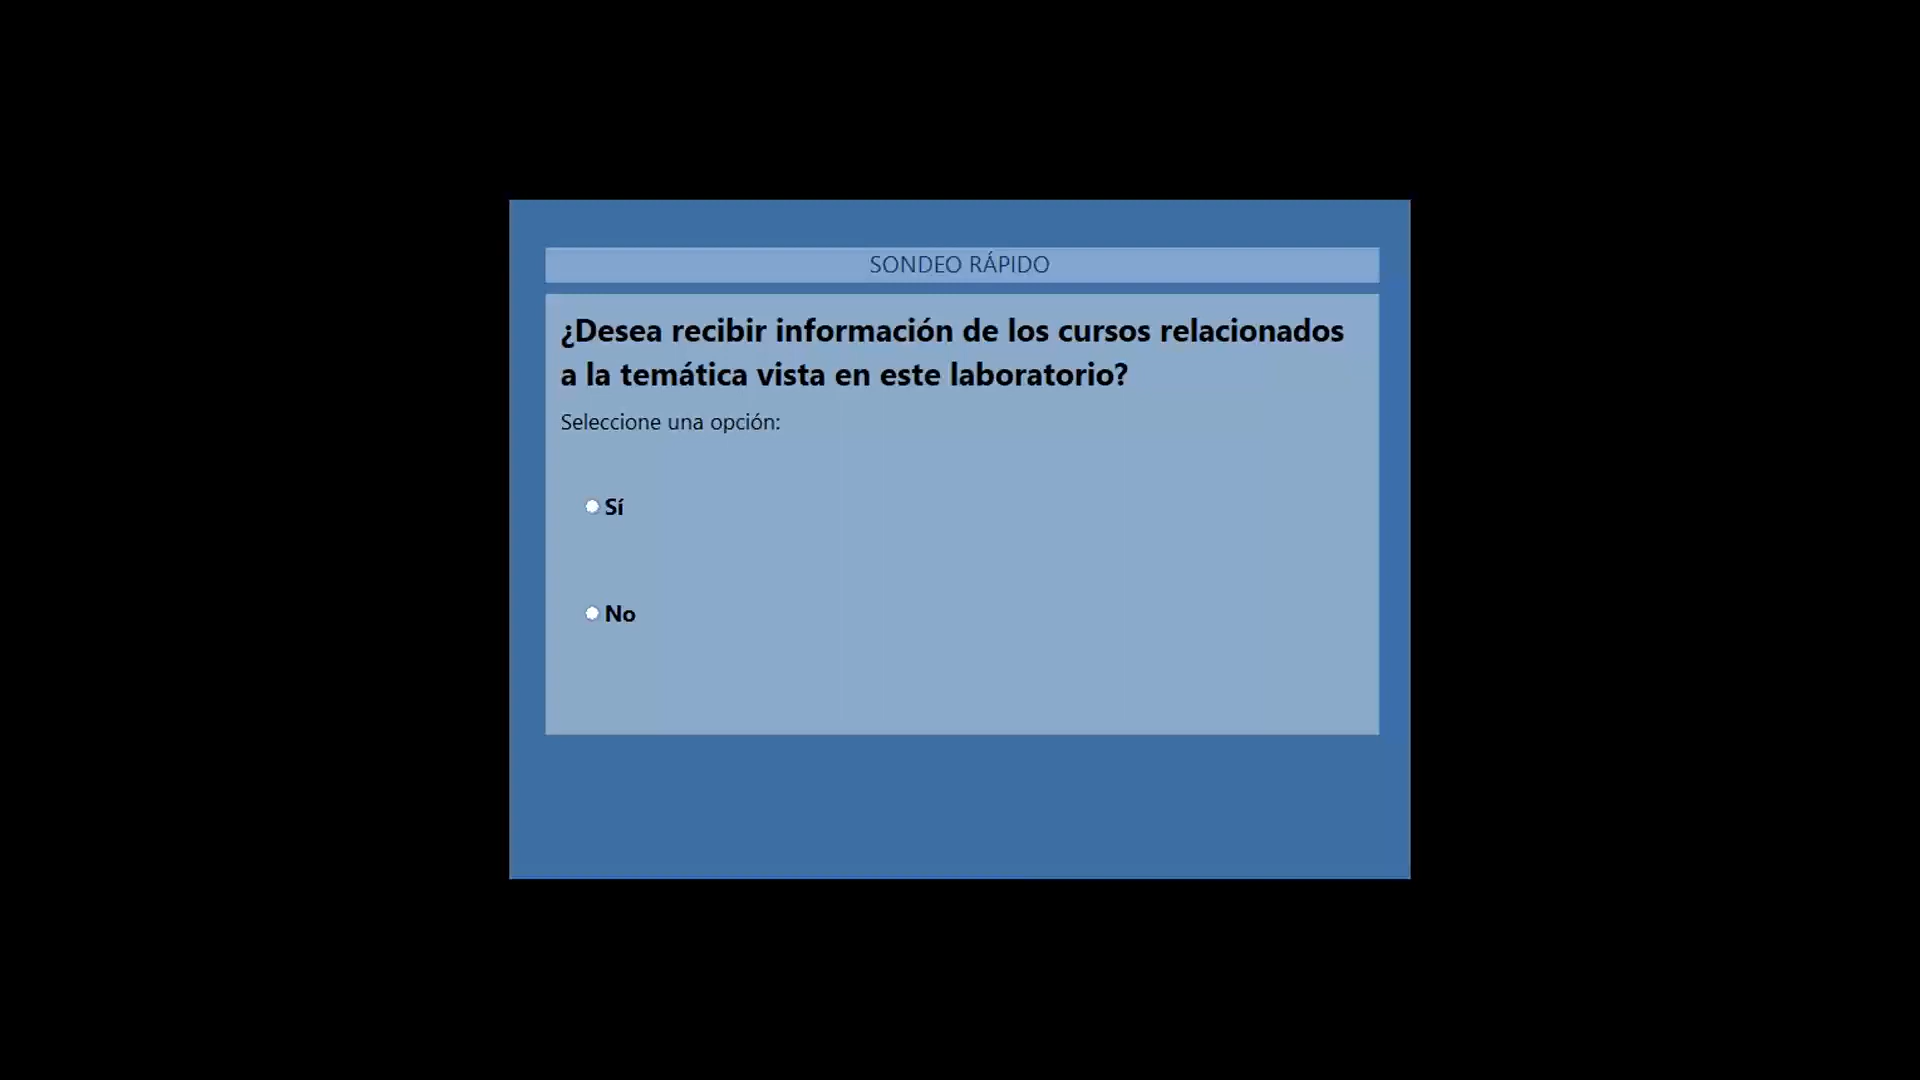 SONDEO RÁPIDO
¿Desea recibir información de los cursos relacionados
a la temática vista en este laboratorio?
Seleccione una opción:
Sí
No